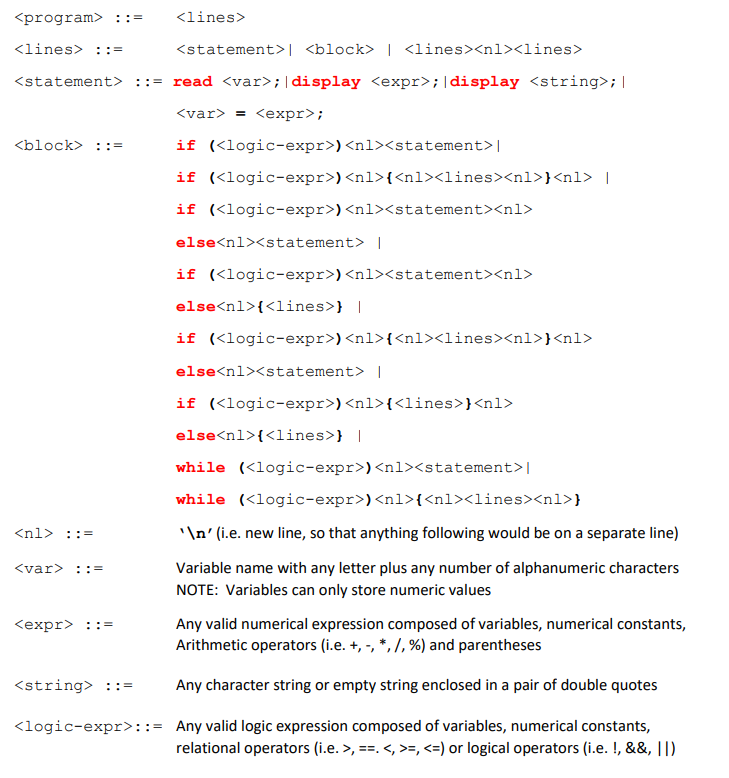 <program> ::= <lines>
<lines> ::= <statement>| <block> | <lines><nl><lines>
<statement> ::= read <var>;|display <expr>;|display <string>;|
<var> = <expr>;
<block> ::= if (<logic-expr>)<nl><statement>|
if (<logic-expr>)<nl>{<nl><lines><nl>}<nl> |
if (<logic-expr>)<nl><statement><nl>
else<nl><statement> |
if (<logic-expr>)<nl><statement><nl>
else<nl>{<lines>} |
if (<logic-expr>)<nl>{<nl><lines><nl>}<nl>
else<nl><statement> |
if (<logic-expr>)<nl>{<lines>}<nl>
else<nl>{<lines>} |
while (<logic-expr>)<nl><statement>|
while (<logic-expr>)<nl>{<nl><lines><nl>}
<nl> ::= '\n' (i.e. new line, so that anything following would be on a separate line)
<var> ::= Variable name with any letter plus any number of alphanumeric characters
NOTE: Variables can only store numeric values
<expr> ::= Any valid numerical expression composed of variables, numerical constants,
Arithmetic operators (i.e. +, -, *, /, %) and parentheses
<string> ::= Any character string or empty string enclosed in a pair of double quotes
<logic-expr>::= Any valid logic expression composed of variables, numerical constants,
relational operators (i.e. >, ==. <, >=, <=) or logical operators (i.e. !, &&, ||)